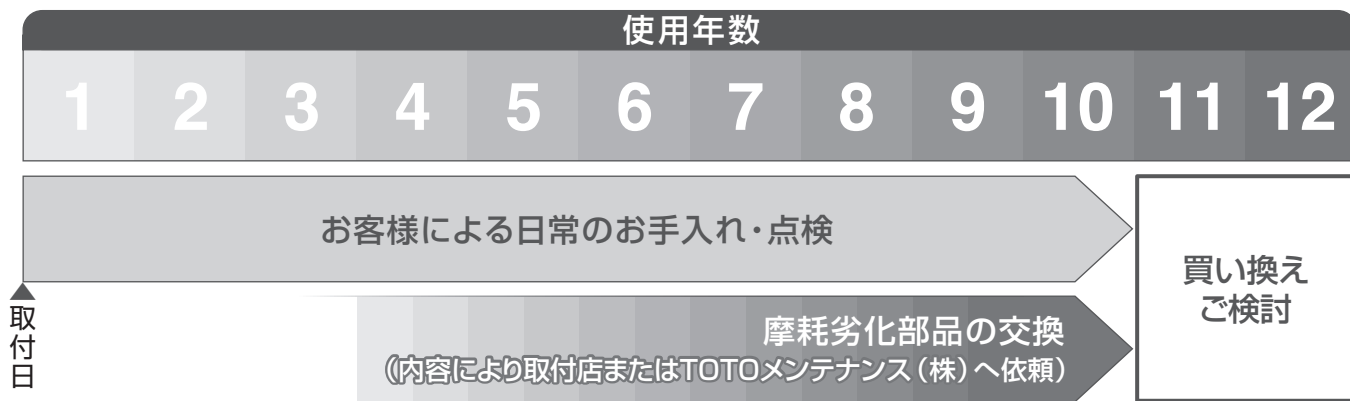 使用年数
1 2 3 4 5 6 7 8 9 10 11 12
お客様による日常のお手入れ・点検
取付日
摩耗劣化部品の交換
（内容により取付店またはTOTOメンテナンス（株）へ依頼）
買い換え
ご検討